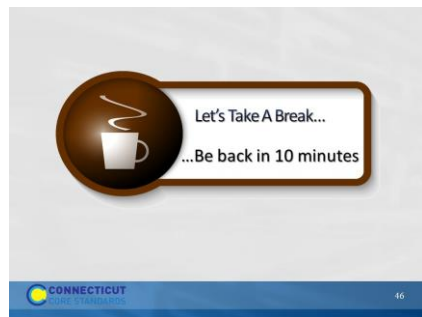 Let's Take A Break...
...Be back in 10 minutes
CONNECTICUT
CORE STANDARDS
46